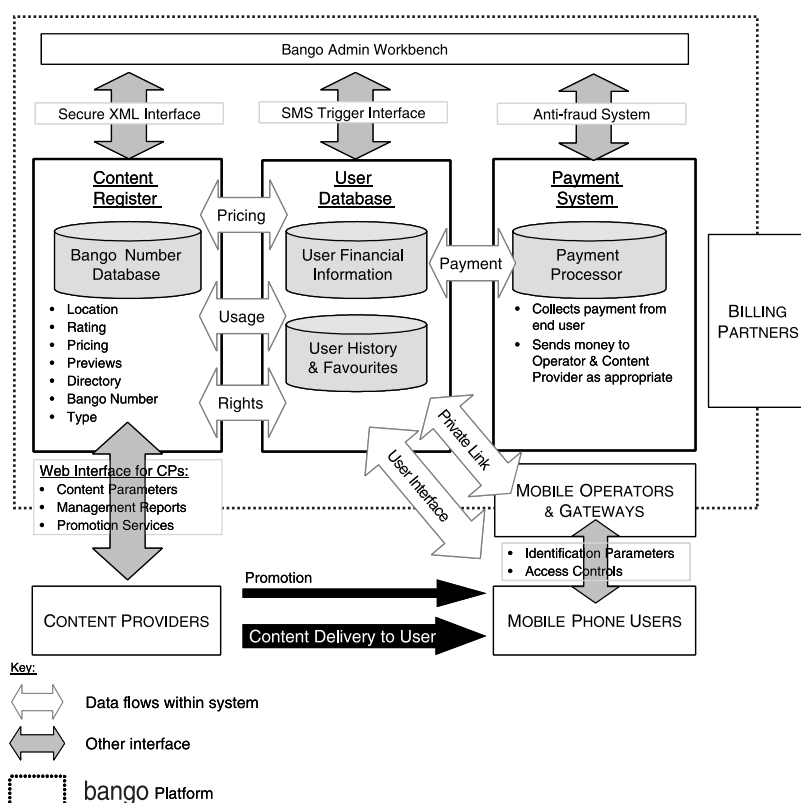 Bango Admin Workbench
Secure XML Interface
SMS Trigger Interface
Anti-fraud System
Content
Register
Bango Number
Database
• Location
• Rating
• Pricing
• Previews
• Directory
• Bango Number
• Type
Pricing
Usage
Rights
User
Database
User Financial
Information
User History
& Favourites
Payment
Payment
System
Payment
Processor
• Collects payment from
end user
• Sends money to
Operator & Content
Provider as appropriate
BILLING
PARTNERS
Private Link
User Interface
Web Interface for CPs:
• Content Parameters
• Management Reports
• Promotion Services
MOBILE OPERATORS
& GATEWAYS
• Identification Parameters
• Access Controls
CONTENT PROVIDERS
Promotion
Content Delivery to User
MOBILE PHONE USERS
Key:
Data flows within system
Other interface
bango Platform